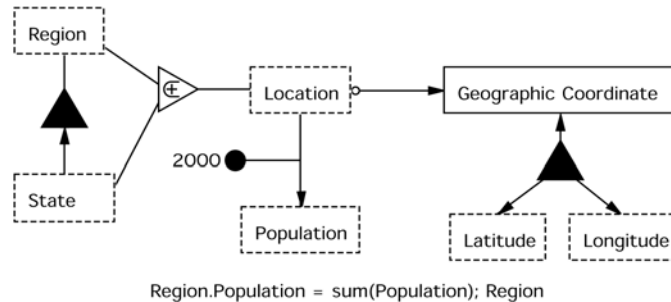 Region
Location
Geographic Coordinate
2000
State
Population
Latitude
Longitude
Region.Population = sum(Population); Region